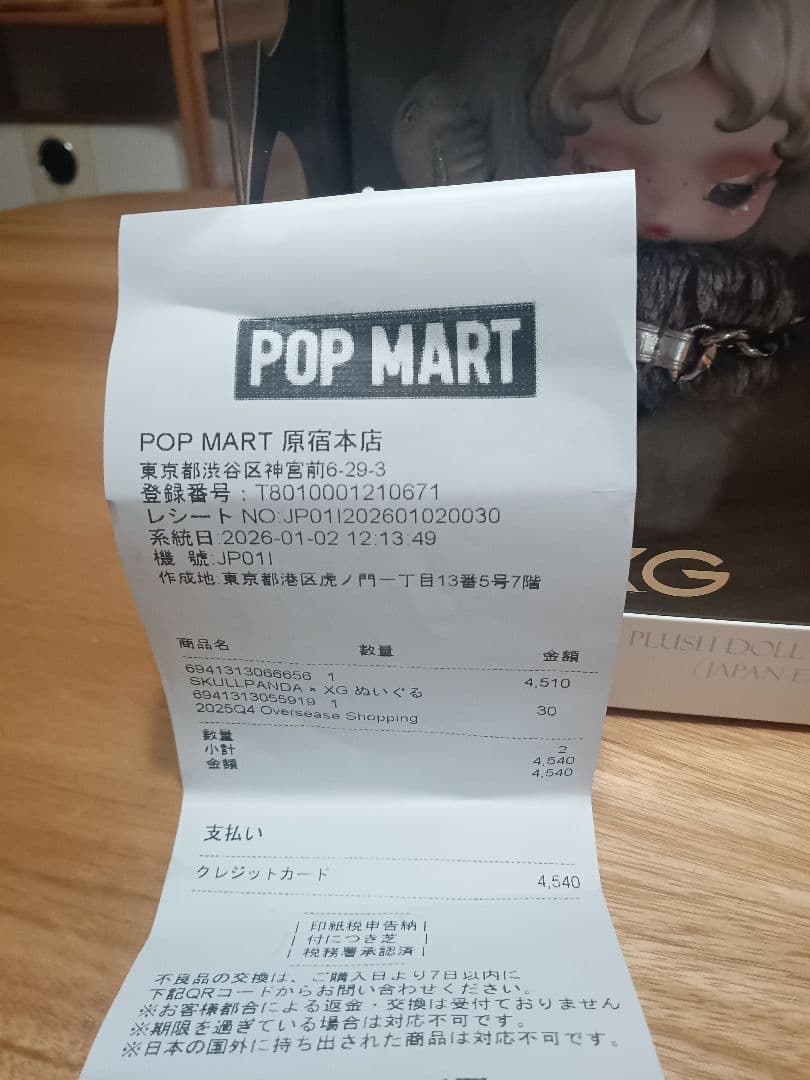 POP MART
POP MART 原宿本店
東京都渋谷区神宮前6-29-3
登録番号：T8010001210671
レシート NO:JP01I202601020030
系統日:2026-01-02 12:13:49
機 號:JP01I
作成地:東京都港区虎ノ門一丁目13番5号7階
商品名 数量 金額
6941313066656 1 4,510
SKULLPANDA × XG ぬいぐる
6941313055919 1 30
2025Q4 Oversease Shopping
数量 2
小計 4,540
金額 4,540
支払い
クレジットカード 4,540
印紙税申告納
付につき芝
税務署承認済
不良品の交換は、ご購入日より7日以内に
下記QRコードからお問い合わせください。
※お客様都合による返金・交換は受付ておりません
※期限を過ぎている場合は対応不可です。
※日本の国外に持ち出された商品は対応不可です。
XG
PLUSH DOLL
(JAPAN E